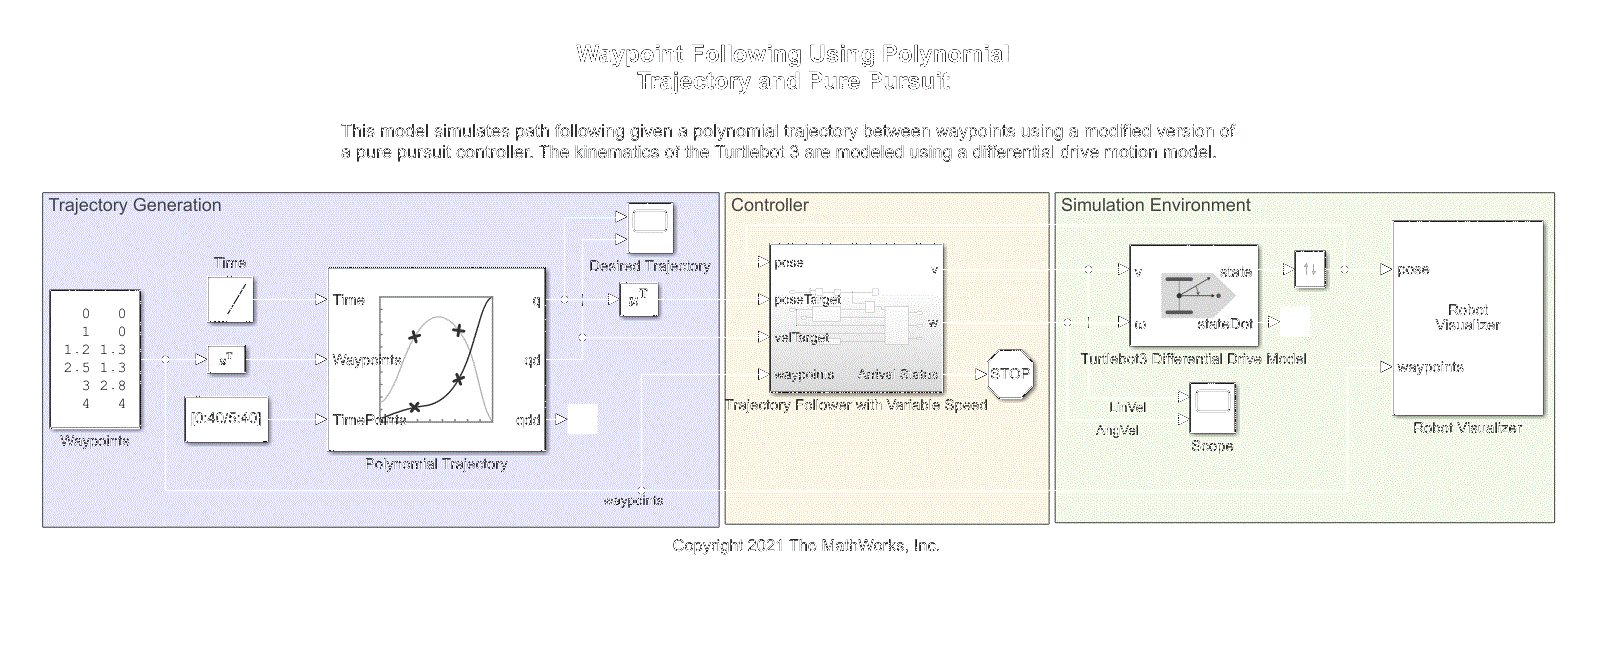 Waypoint Following Using Polynomial
Trajectory and Pure Pursuit
This model simulates path following given a polynomial trajectory between waypoints using a modified version of
a pure pursuit controller. The kinematics of the Turtlebot 3 are modeled using a differential drive motion model.
Trajectory Generation
Desired Trajectory
Time
0 0
1 0
1.2 1.3
2.5 1.3
3 2.8
4 4
Waypoints
uT
[0:40/5:40]
Time
Waypoints
TimePoints
q
qd
qdd
Polynomial Trajectory
uT
waypoints
Controller
pose
poseTarget
velTarget
waypoints
v
w
Arrival Status
Trajectory Follower with Variable Speed
STOP
Simulation Environment
v
ω
state
stateDot
Turtlebot3 Differential Drive Model
LinVel
AngVel
Scope
pose
waypoints
Robot
Visualizer
Robot Visualizer
Copyright 2021 The MathWorks, Inc.